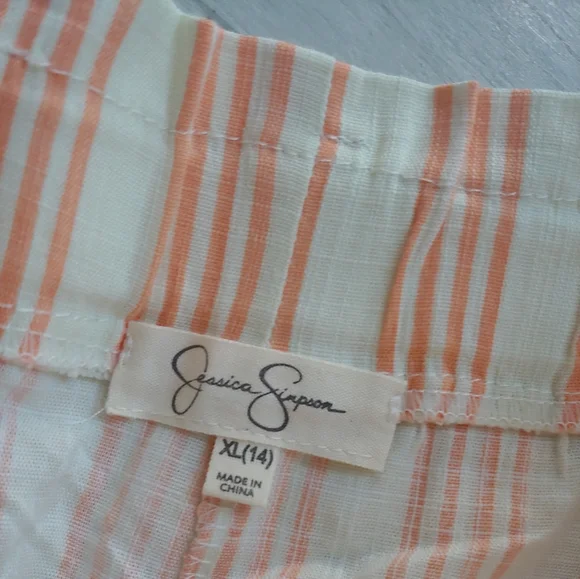 Jessica Simpson
XL(14)
MADE IN
CHINA